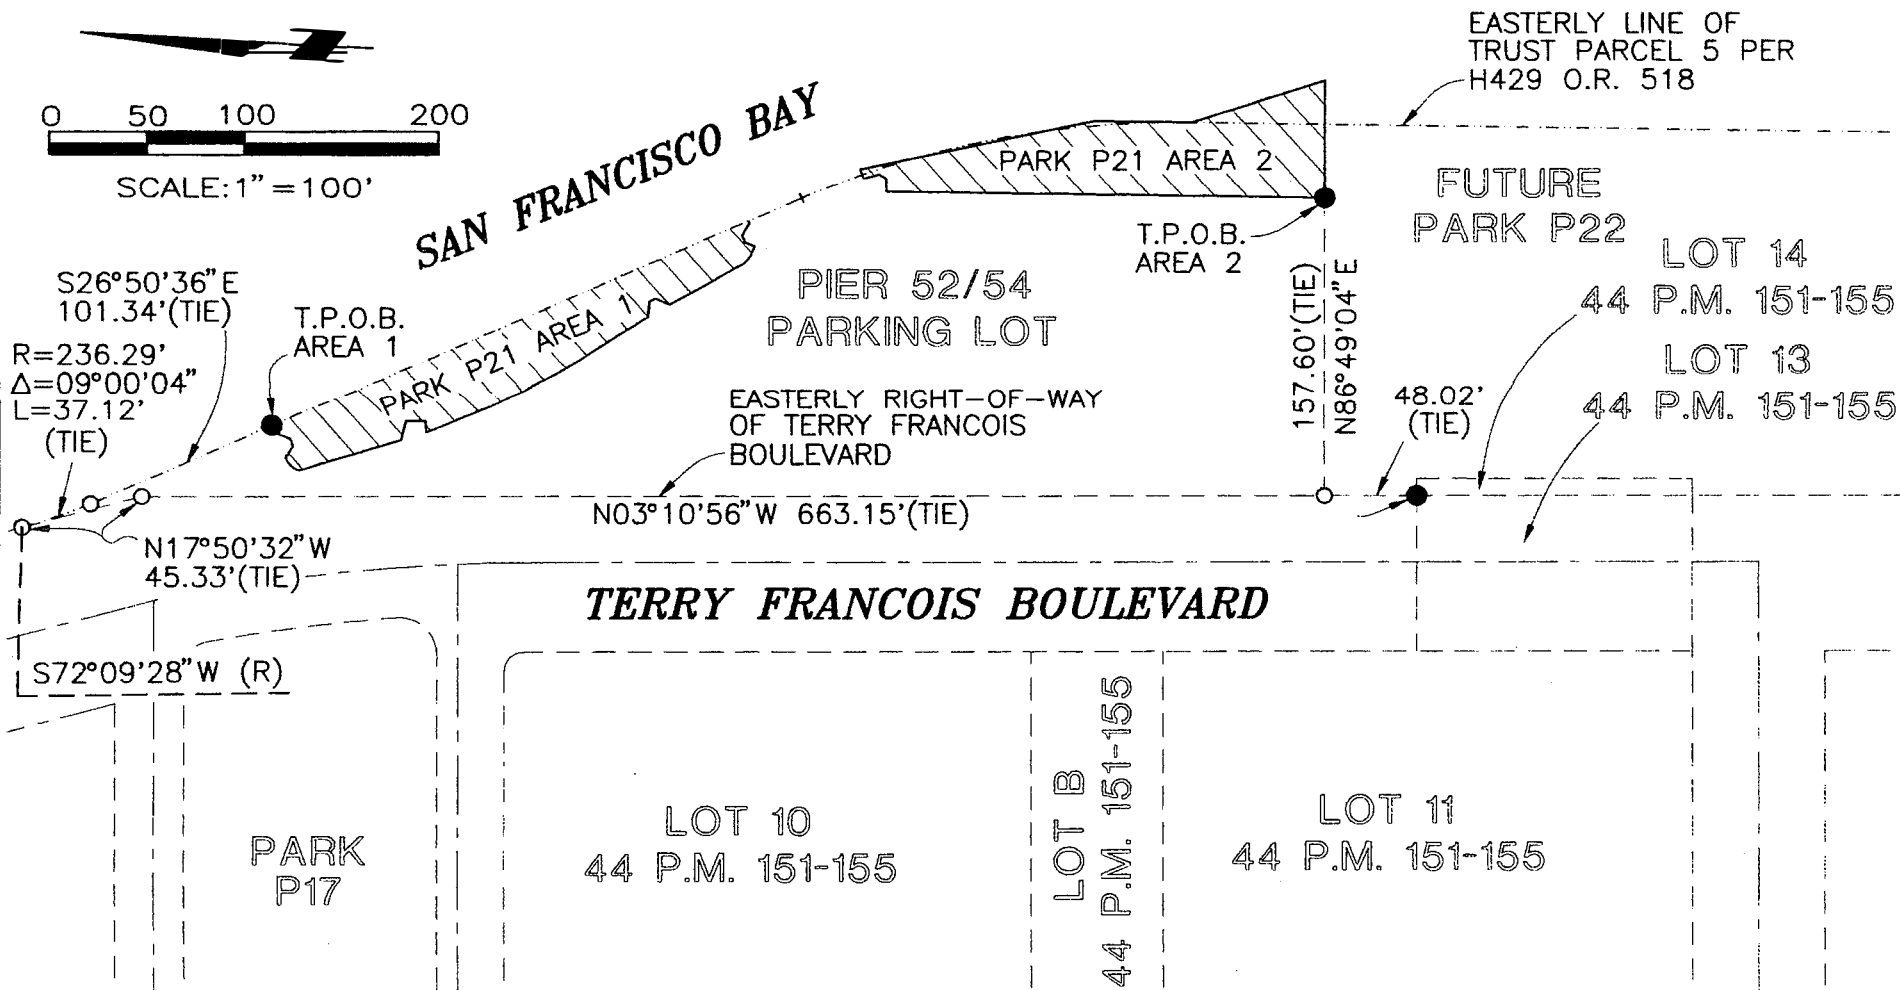 EASTERLY LINE OF
TRUST PARCEL 5 PER
H429 O.R. 518
0 50 100 200
SCALE: 1" = 100'
SAN FRANCISCO BAY
PARK P21 AREA 2
FUTURE
PARK P22
T.P.O.B.
AREA 2
LOT 14
44 P.M. 151-155
S26°50'36"E
101.34'(TIE)
T.P.O.B.
AREA 1
PIER 52/54
PARKING LOT
PARK P21 AREA 1
157.60'(TIE)
N86°49'04"E
R=236.29'
Δ=09°00'04"
L=37.12'
(TIE)
LOT 13
44 P.M. 151-155
48.02'
(TIE)
EASTERLY RIGHT-OF-WAY
OF TERRY FRANCOIS
BOULEVARD
N03°10'56"W 663.15'(TIE)
N17°50'32"W
45.33'(TIE)
TERRY FRANCOIS BOULEVARD
S72°09'28"W (R)
PARK
P17
LOT 10
44 P.M. 151-155
LOT B
44 P.M. 151-155
LOT 11
44 P.M. 151-155